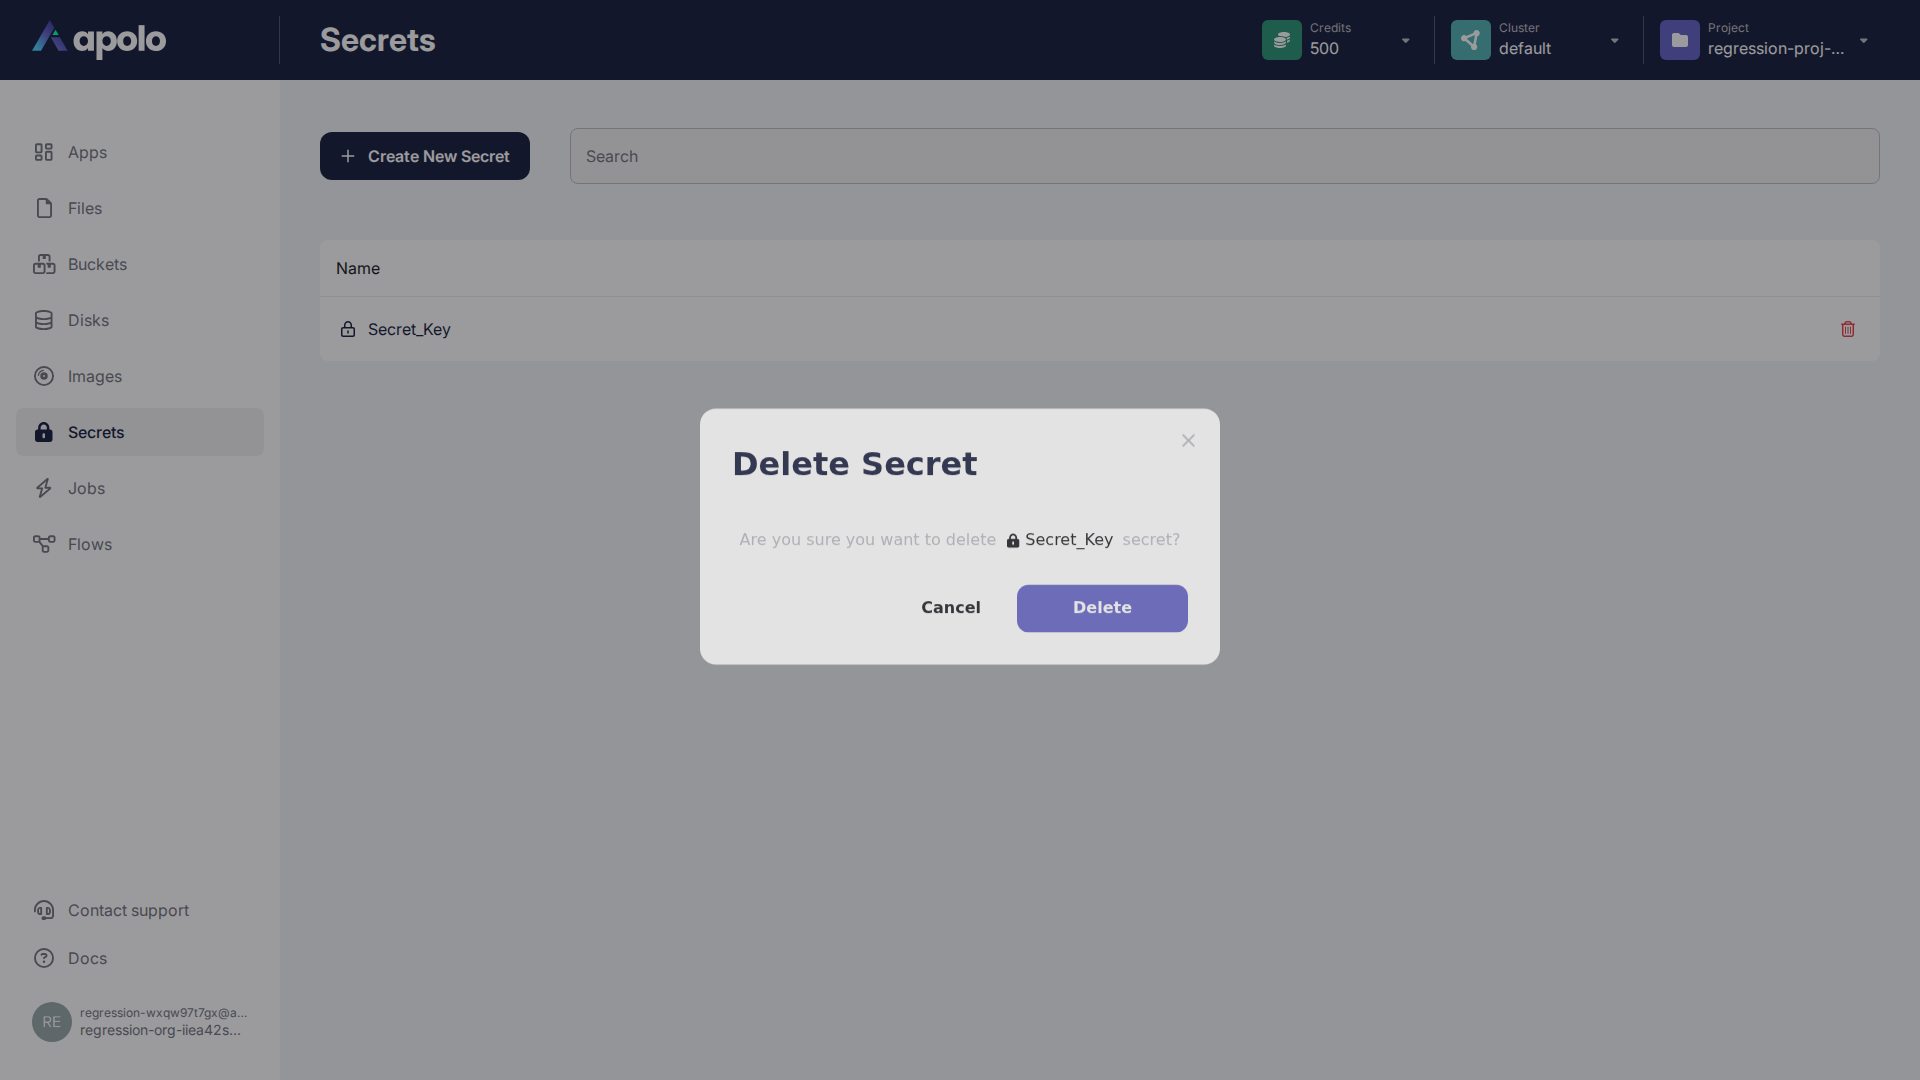 apolo
Secrets
Credits
500
Cluster
default
Project
regression-proj-...
Apps
Files
Buckets
Disks
Images
Secrets
Jobs
Flows
Contact support
Docs
RE
regression-wxqw97t7gx@a...
regression-org-iiea42s...
Create New Secret
Search
Name
Secret_Key
Delete Secret
Are you sure you want to delete Secret_Key secret?
Cancel
Delete